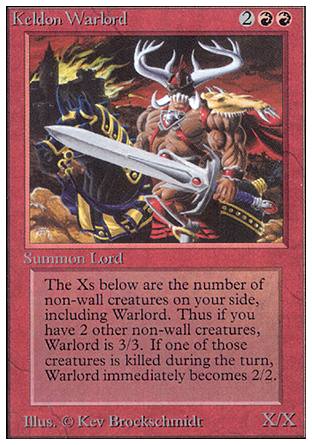 Keldon Warlord 2
Summon Lord
The Xs below are the number of
non-wall creatures on your side,
including Warlord. Thus if you
have 2 other non-wall creatures,
Warlord is 3/3. If one of those
creatures is killed during the turn,
Warlord immediately becomes 2/2.
Illus. © Kev Brockschmidt X/X